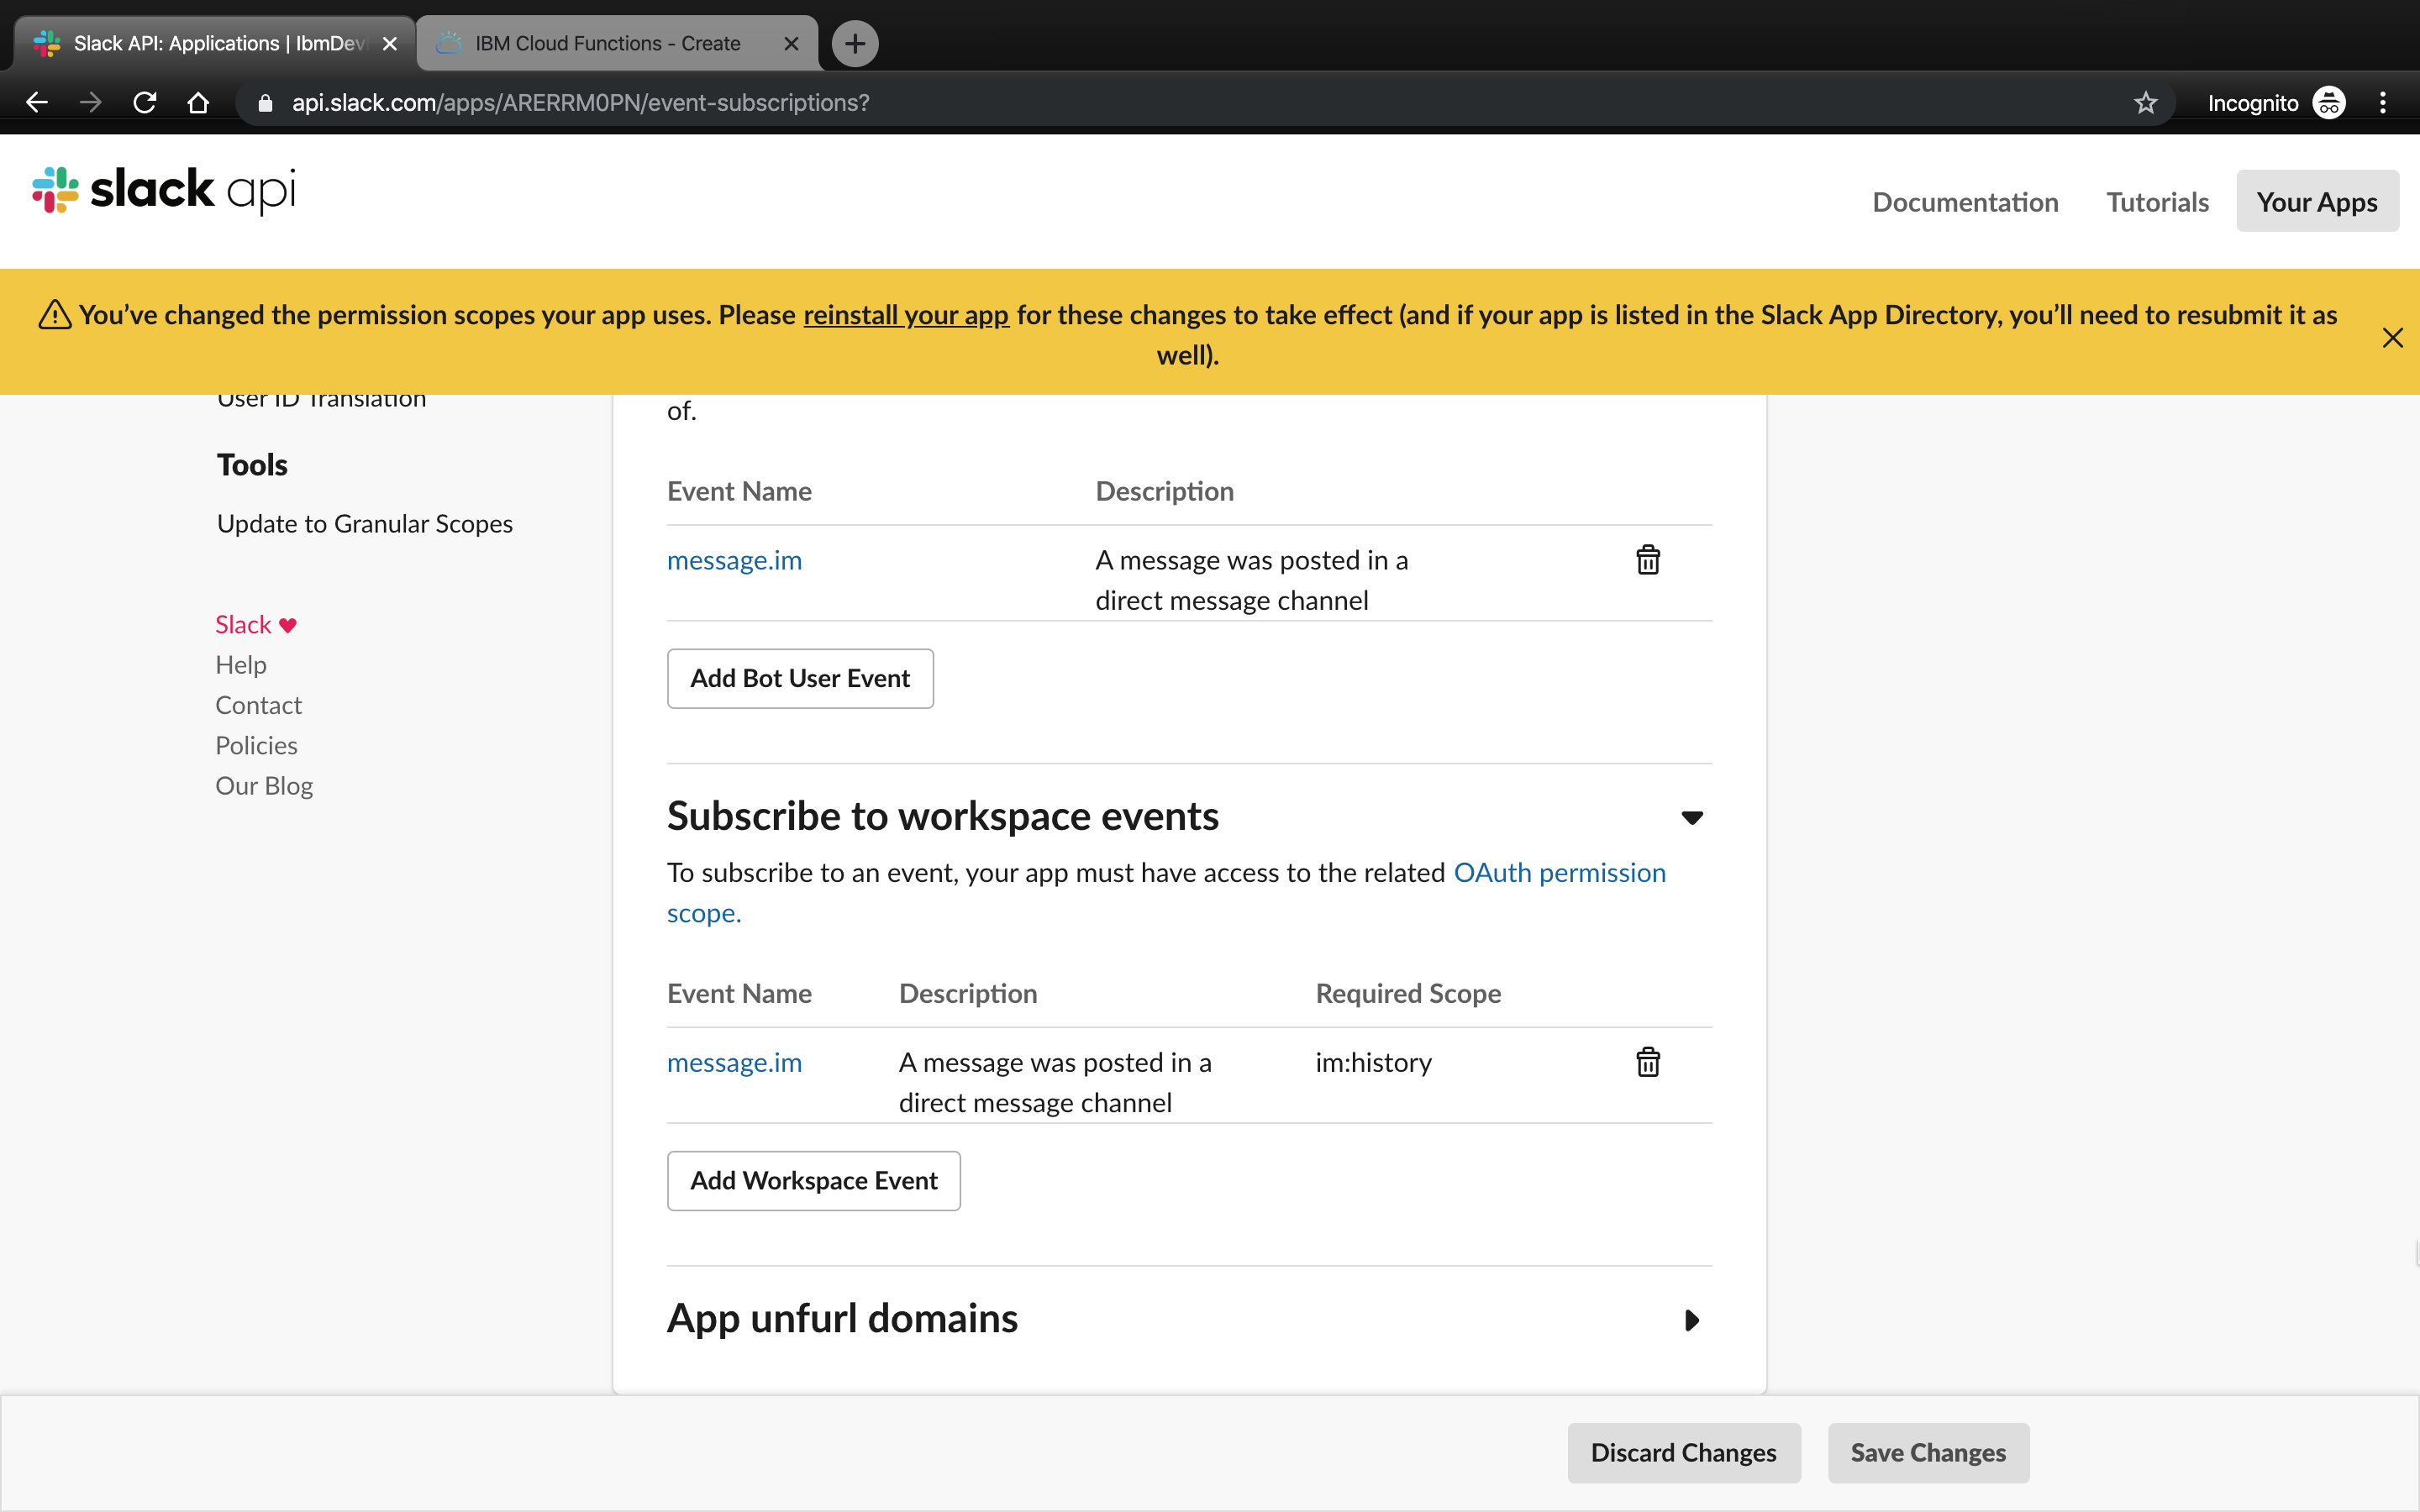 Slack API: Applications | IbmDev
IBM Cloud Functions - Create
api.slack.com/apps/ARERRM0PN/event-subscriptions?
Incognito
slack api
Documentation
Tutorials
Your Apps
You’ve changed the permission scopes your app uses. Please reinstall your app for these changes to take effect (and if your app is listed in the Slack App Directory, you’ll need to resubmit it as
well).
User ID Translation
Tools
Update to Granular Scopes
Slack
Help
Contact
Policies
Our Blog
of.
Event Name
Description
message.im
A message was posted in a
direct message channel
Add Bot User Event
Subscribe to workspace events
To subscribe to an event, your app must have access to the related OAuth permission
scope.
Event Name
Description
Required Scope
message.im
A message was posted in a
direct message channel
im:history
Add Workspace Event
App unfurl domains
Discard Changes
Save Changes